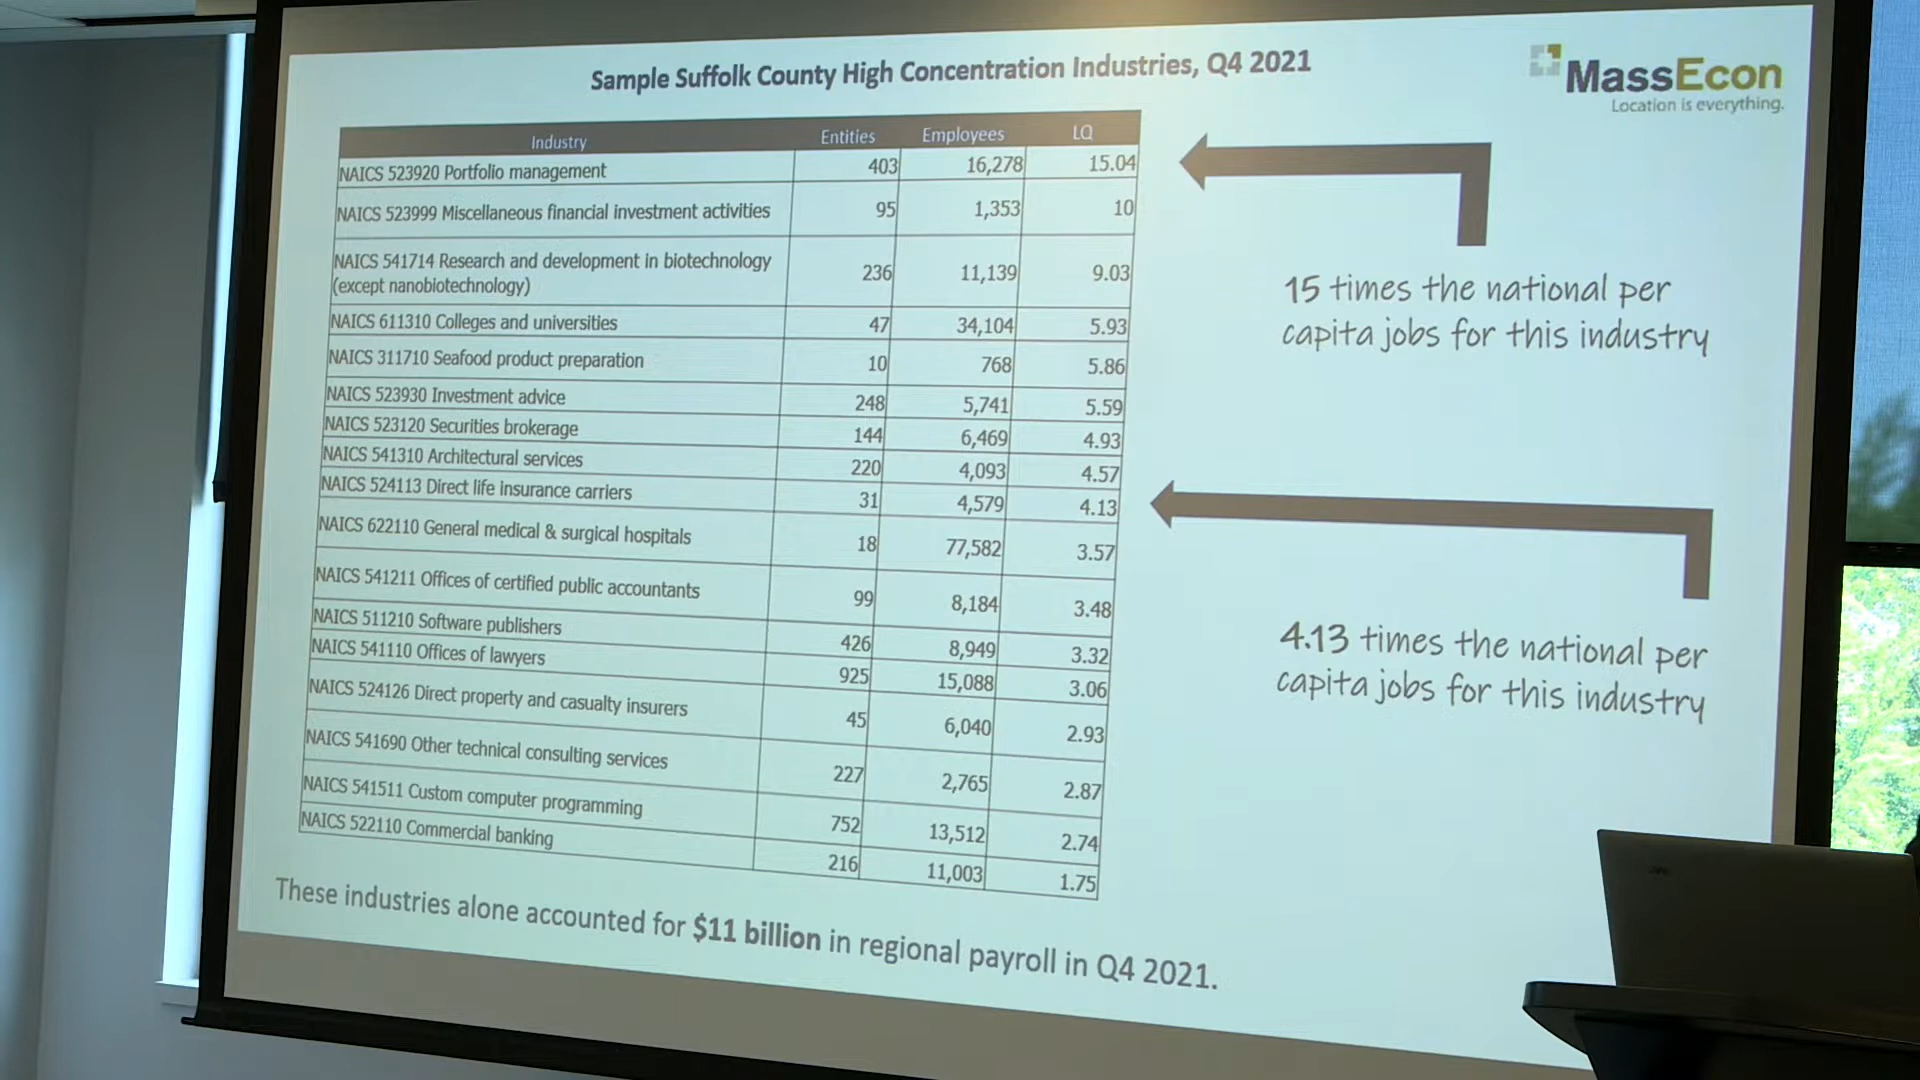 Sample Suffolk County High Concentration Industries, Q4 2021
MassEcon
Location is everything.
Industry Entities Employees LQ
NAICS 523920 Portfolio management 403 16,278 15.04
NAICS 523999 Miscellaneous financial investment activities 95 1,353 10
NAICS 541714 Research and development in biotechnology
(except nanobiotechnology) 236 11,139 9.03
NAICS 611310 Colleges and universities 47 34,104 5.93
NAICS 311710 Seafood product preparation 10 768 5.86
NAICS 523930 Investment advice 248 5,741 5.59
NAICS 523120 Securities brokerage 144 6,469 4.93
NAICS 541310 Architectural services 220 4,093 4.57
NAICS 524113 Direct life insurance carriers 31 4,579 4.13
NAICS 622110 General medical & surgical hospitals 18 77,582 3.57
NAICS 541211 Offices of certified public accountants 99 8,184 3.48
NAICS 511210 Software publishers 426 8,949 3.32
NAICS 541110 Offices of lawyers 925 15,088 3.06
NAICS 524126 Direct property and casualty insurers 45 6,040 2.93
NAICS 541690 Other technical consulting services 227 2,765 2.87
NAICS 541511 Custom computer programming 752 13,512 2.74
NAICS 522110 Commercial banking 216 11,003 1.75
15 times the national per
capita jobs for this industry
4.13 times the national per
capita jobs for this industry
These industries alone accounted for $11 billion in regional payroll in Q4 2021.